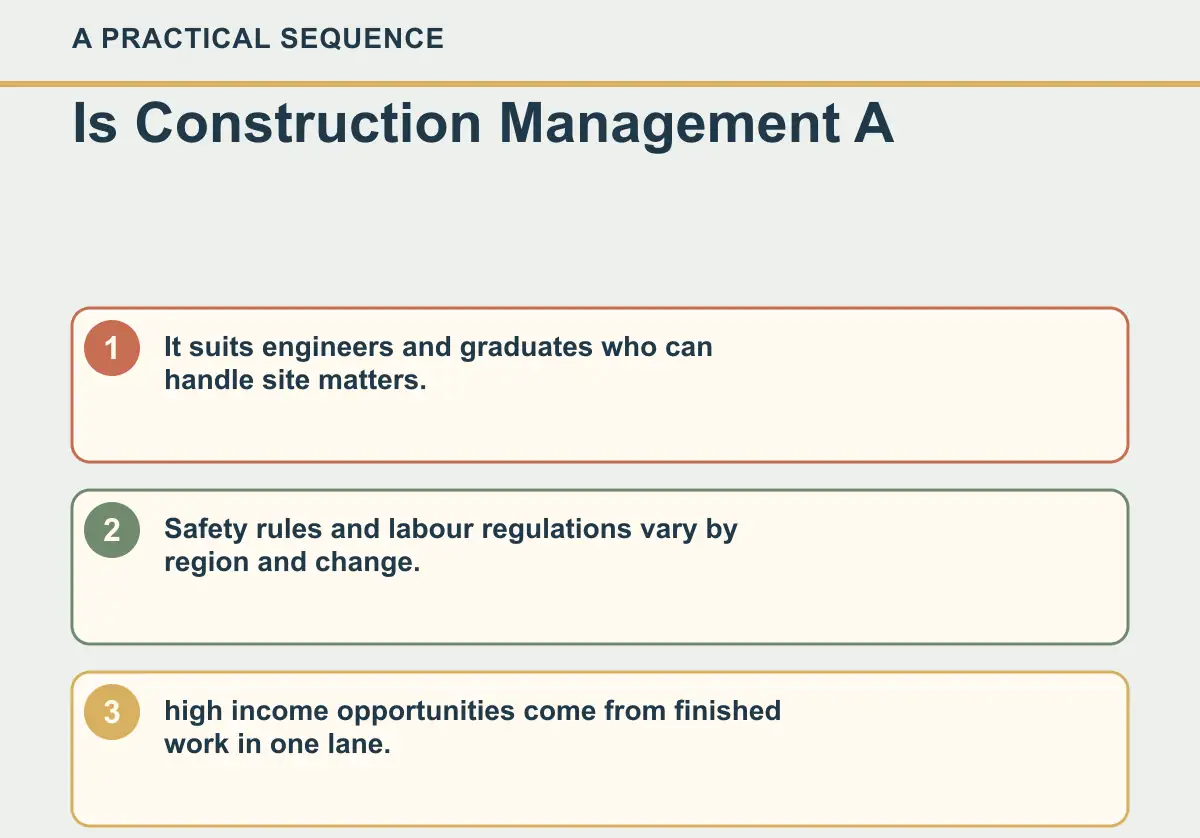 A PRACTICAL SEQUENCE
Is Construction Management A
1
It suits engineers and graduates who can
handle site matters.
2
Safety rules and labour regulations vary by
region and change.
3
high income opportunities come from finished
work in one lane.